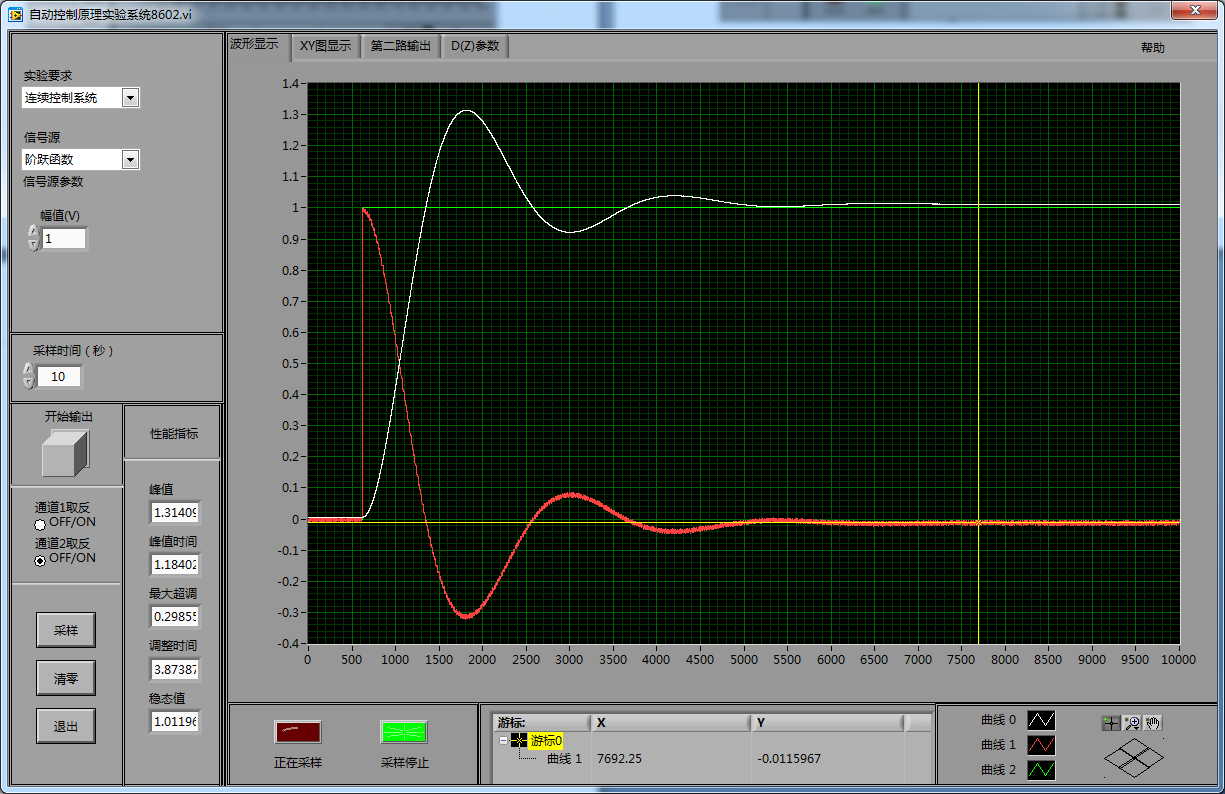 自动控制原理实验系统8602.vi
波形显示 XY图显示 第二路输出 D(Z)参数
帮助
实验要求
连续控制系统
信号源
阶跃函数
信号源参数
幅值(V)
1
采样时间（秒）
10
开始输出
性能指标
通道1取反
OFF/ON
通道2取反
OFF/ON
采样
清零
退出
峰值
1.31409
峰值时间
1.18402
最大超调
0.29855
调整时间
3.87387
稳态值
1.01196
1.4
1.3
1.2
1.1
1
0.9
0.8
0.7
0.6
0.5
0.4
0.3
0.2
0.1
0
-0.1
-0.2
-0.3
-0.4
0 500 1000 1500 2000 2500 3000 3500 4000 4500 5000 5500 6000 6500 7000 7500 8000 8500 9000 9500 10000
正在采样
采样停止
游标: X Y
游标0
曲线 1 7692.25 -0.0115967
曲线 0
曲线 1
曲线 2